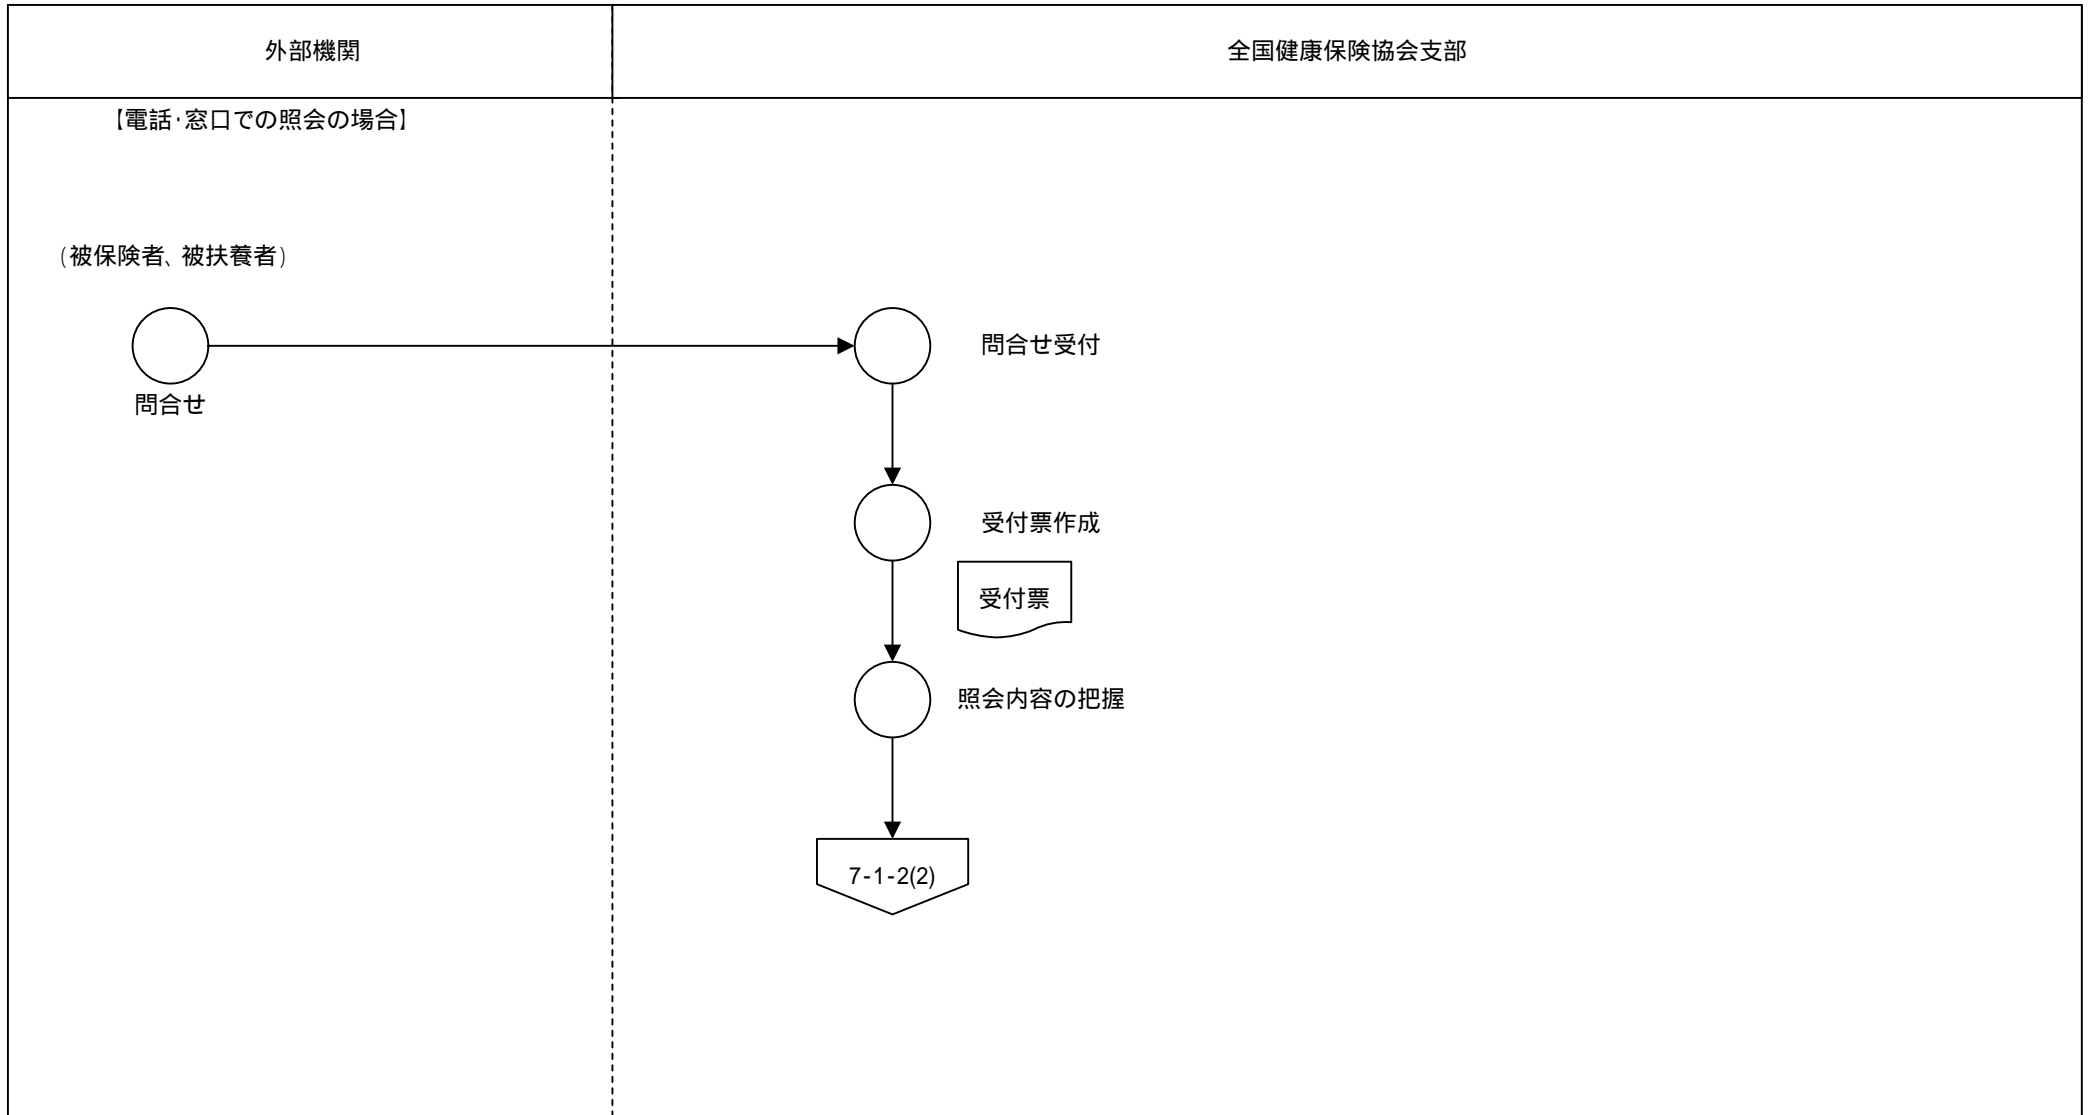 外部機関
全国健康保険協会支部
【電話・窓口での照会の場合】
(被保険者、被扶養者)
問合せ
問合せ受付
受付票作成
受付票
照会内容の把握
7-1-2(2)